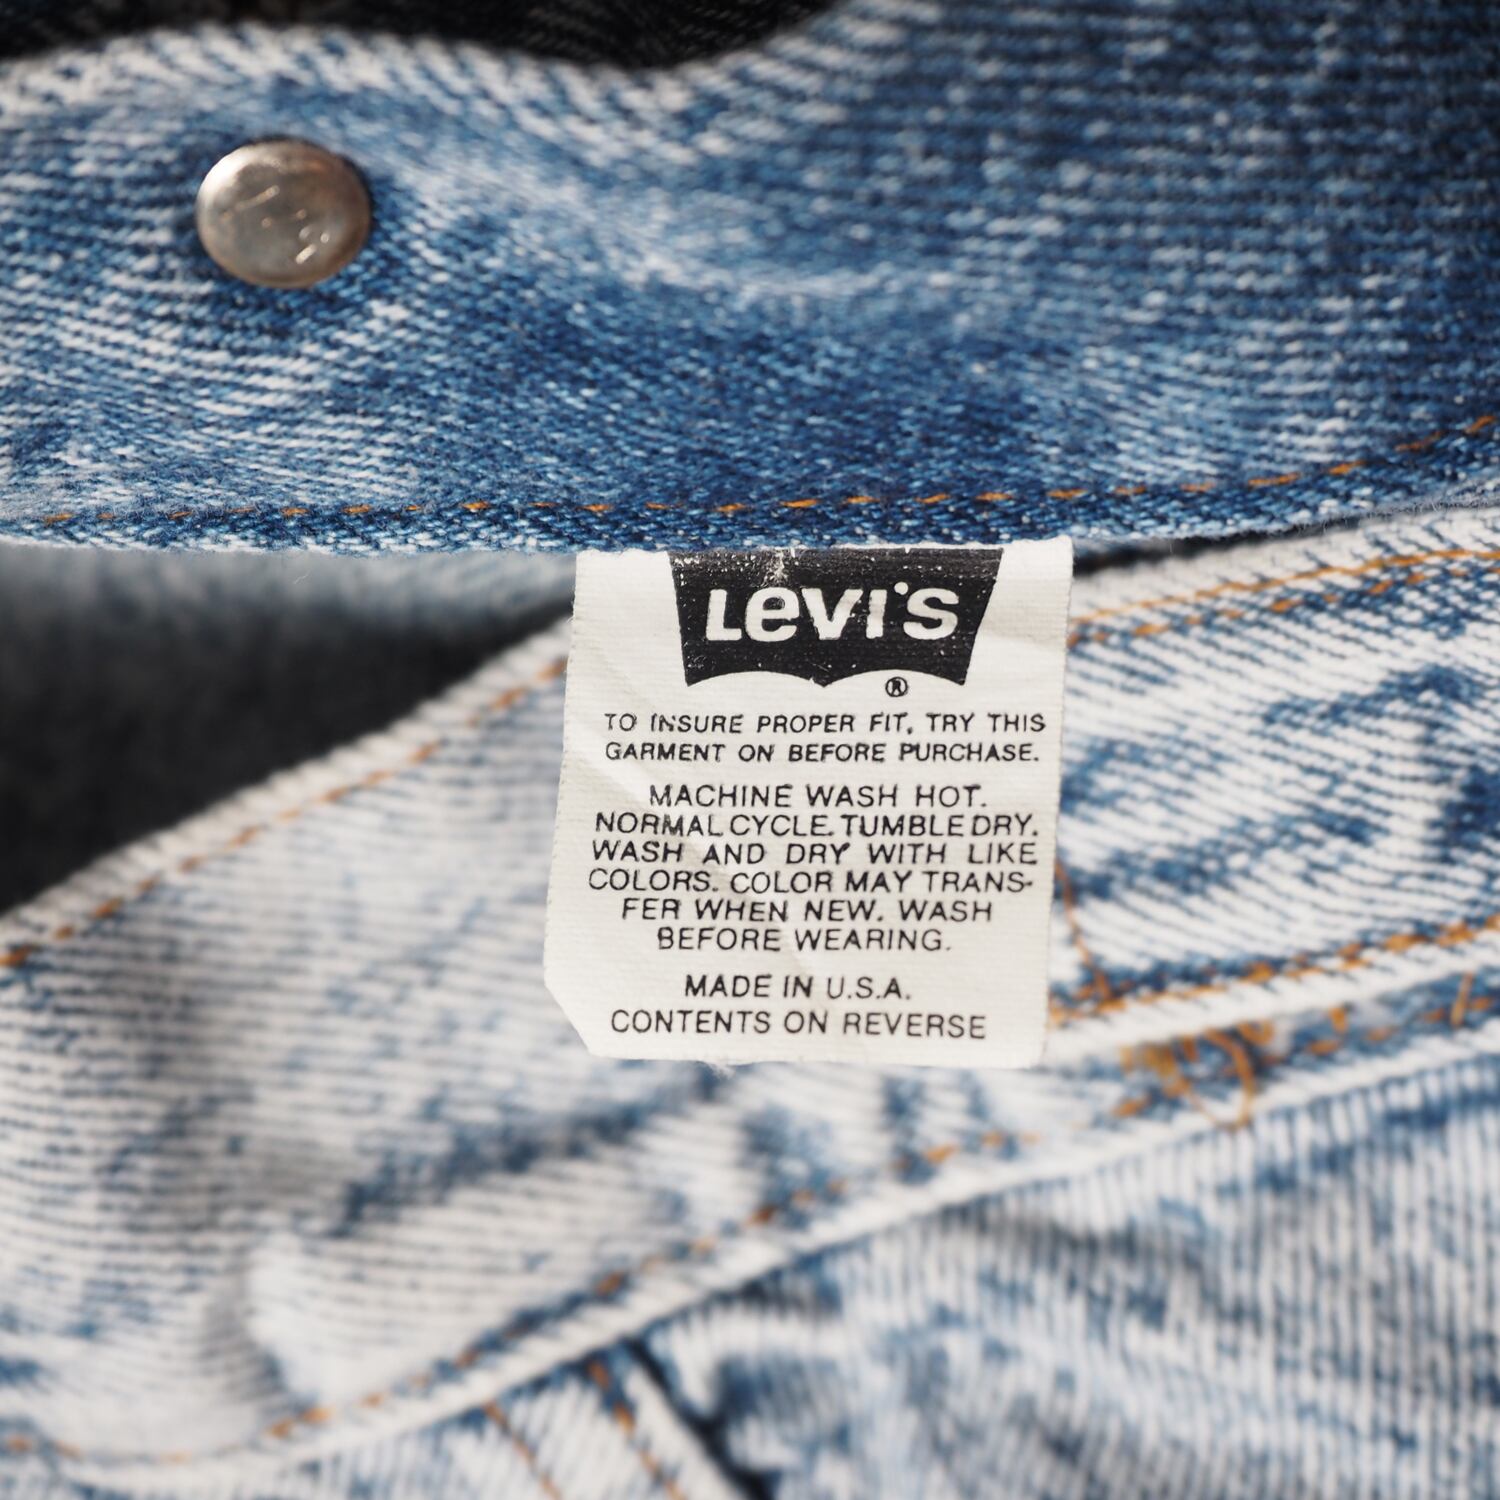 Levi's
®
TO INSURE PROPER FIT, TRY THIS
GARMENT ON BEFORE PURCHASE.
MACHINE WASH HOT.
NORMAL CYCLE. TUMBLE DRY.
WASH AND DRY WITH LIKE
COLORS. COLOR MAY TRANS-
FER WHEN NEW. WASH
BEFORE WEARING.
MADE IN U.S.A.
CONTENTS ON REVERSE